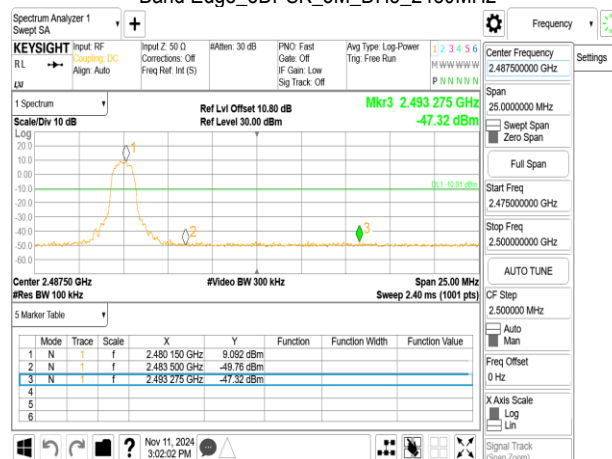 Band Edge_8DPSK_3M_DH5_2480MHz
Spectrum Analyzer 1
Swept SA
Frequency
KEYSIGHT
RL
Input: RF
Coupling: DC
Align: Auto
Input Z: 50 Ω
Corrections: Off
Freq Ref: Int (S)
#Atten: 30 dB
PNO: Fast
Gate: Off
IF Gain: Low
Sig Track: Off
Avg Type: Log-Power
Trig: Free Run
1 2 3 4 5 6
M W W W W W
P N N N N N
1 Spectrum
Scale/Div 10 dB
Ref Lvl Offset 10.80 dB
Ref Level 30.00 dBm
Mkr3 2.493 275 GHz
-47.32 dBm
Log
20.0
10.0
0.00
-10.0
-20.0
-30.0
-40.0
-50.0
-60.0
1
2
3
DL1 -10.91 dBm
Center 2.48750 GHz
#Res BW 100 kHz
#Video BW 300 kHz
Span 25.00 MHz
Sweep 2.40 ms (1001 pts)
5 Marker Table
Mode Trace Scale X Y Function Function Width Function Value
1 N 1 f 2.480 150 GHz 9.092 dBm
2 N 1 f 2.483 500 GHz -49.76 dBm
3 N 1 f 2.493 275 GHz -47.32 dBm
4
5
6
Nov 11, 2024
3:02:02 PM
Center Frequency
2.487500000 GHz
Settings
Span
25.0000000 MHz
Swept Span
Zero Span
Full Span
Start Freq
2.475000000 GHz
Stop Freq
2.500000000 GHz
AUTO TUNE
CF Step
2.500000 MHz
Auto
Man
Freq Offset
0 Hz
X Axis Scale
Log
Lin
Signal Track
(Span Zoom)